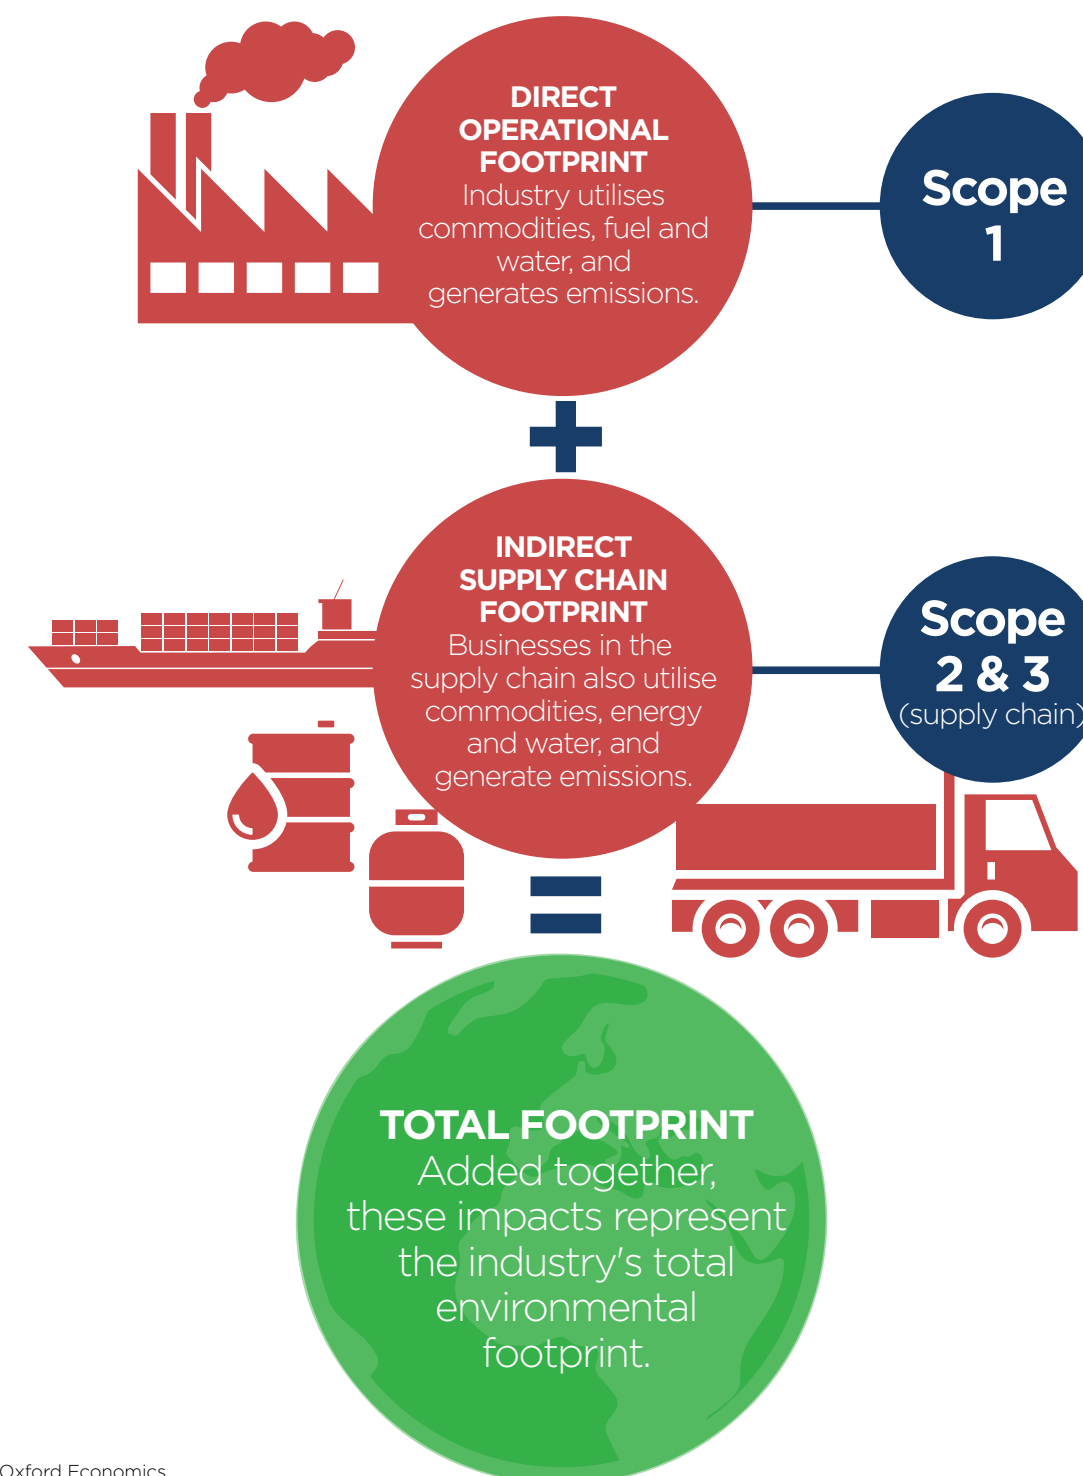 DIRECT
OPERATIONAL
FOOTPRINT
Industry utilises
commodities, fuel and
water, and
generates emissions.
Scope
1
INDIRECT
SUPPLY CHAIN
FOOTPRINT
Businesses in the
supply chain also utilise
commodities, energy
and water, and
generate emissions.
Scope
2 & 3
(supply chain)
TOTAL FOOTPRINT
Added together,
these impacts represent
the industry's total
environmental
footprint.
Oxford Economics